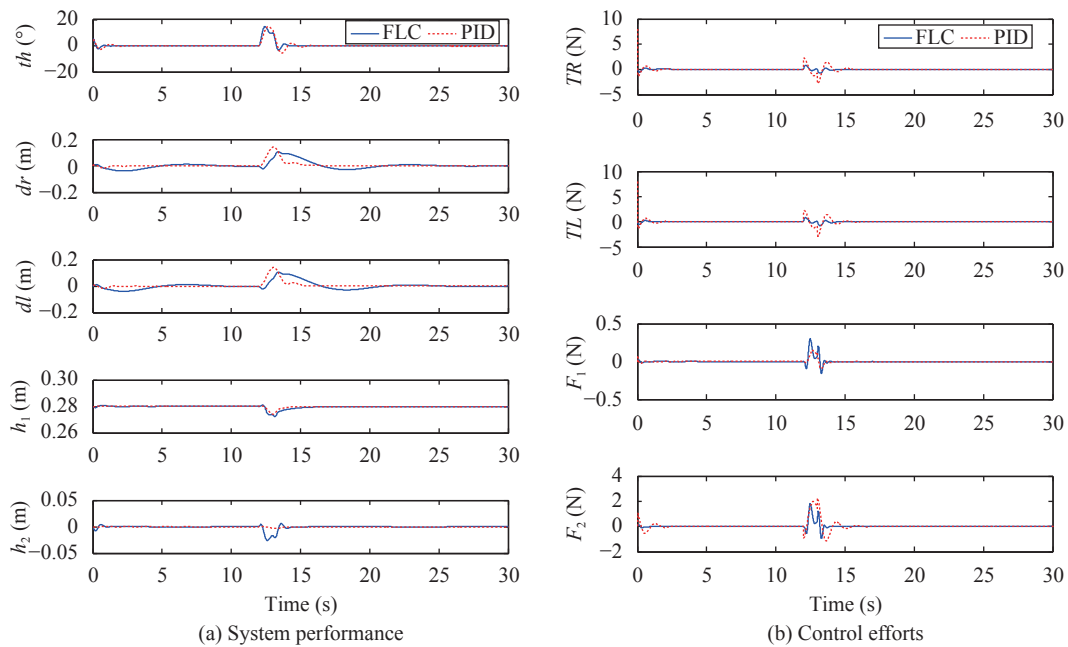 20
0
−20
th (°)
FLC PID
0 5 10 15 20 25 30
0.2
0
−0.2
dr (m)
0 5 10 15 20 25 30
0.2
0
−0.2
dl (m)
0 5 10 15 20 25 30
0.30
0.28
0.26
h₁ (m)
0 5 10 15 20 25 30
0.05
0
−0.05
h₂ (m)
0 5 10 15 20 25 30
Time (s)
(a) System performance
10
5
0
−5
TR (N)
FLC PID
0 5 10 15 20 25 30
10
5
0
−5
TL (N)
0 5 10 15 20 25 30
0.5
0
−0.5
F₁ (N)
0 5 10 15 20 25 30
4
2
0
−2
F₂ (N)
0 5 10 15 20 25 30
Time (s)
(b) Control efforts